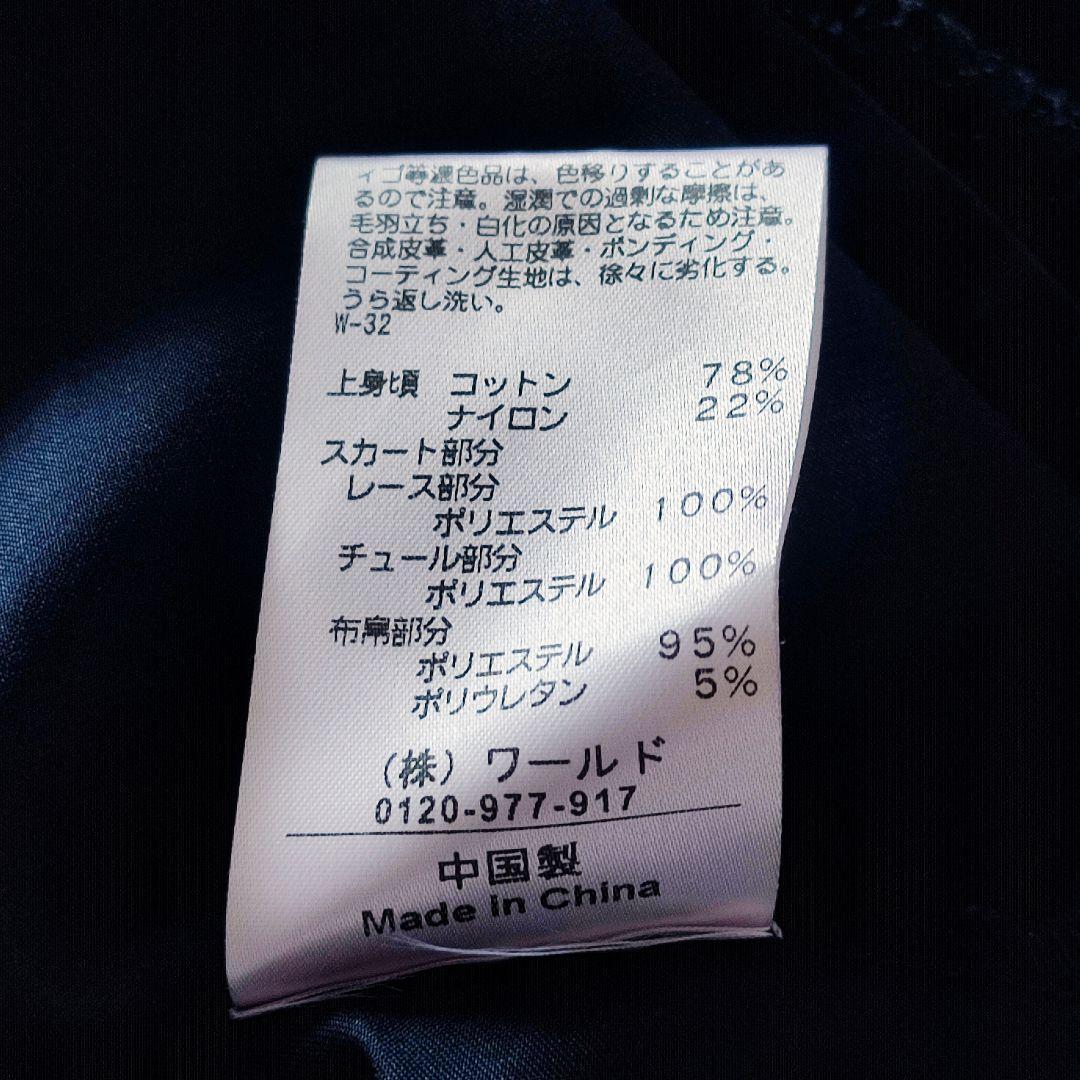 ィゴ等濃色品は、色移りすることがあ
るので注意。湿潤での過剰な摩擦は、
毛羽立ち・白化の原因となるため注意。
合成皮革・人工皮革・ボンディング・
コーティング生地は、徐々に劣化する。
うら返し洗い。
W-32
上身頃 コットン 78%
ナイロン 22%
スカート部分
レース部分
ポリエステル 100%
チュール部分
ポリエステル 100%
布帛部分
ポリエステル 95%
ポリウレタン 5%
(株)ワールド
0120-977-917
中国製
Made in China